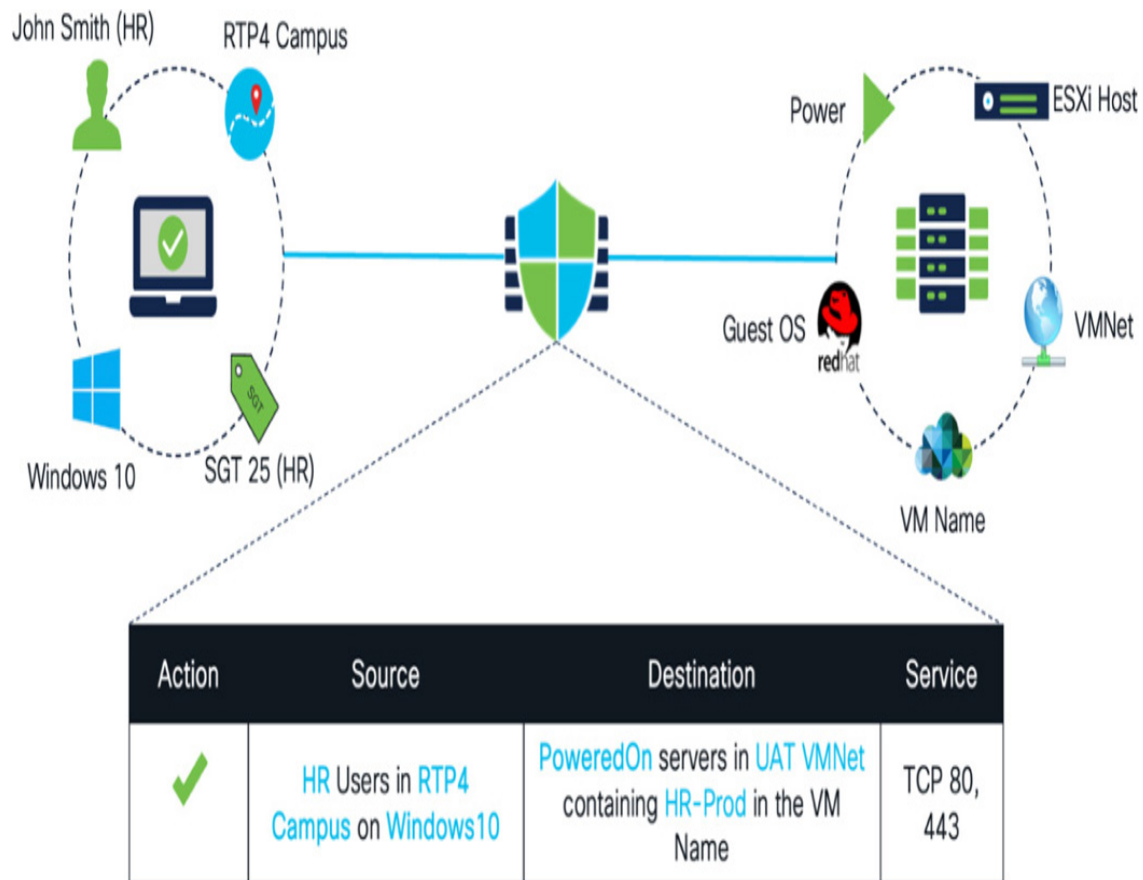 John Smith (HR)
RTP4 Campus
Windows 10
SGT
SGT 25 (HR)
Power
ESXi Host
Guest OS
redhat
VMNet
VM Name
Action
Source
Destination
Service
HR Users in RTP4
Campus on Windows10
PoweredOn servers in UAT VMNet
containing HR-Prod in the VM
Name
TCP 80,
443